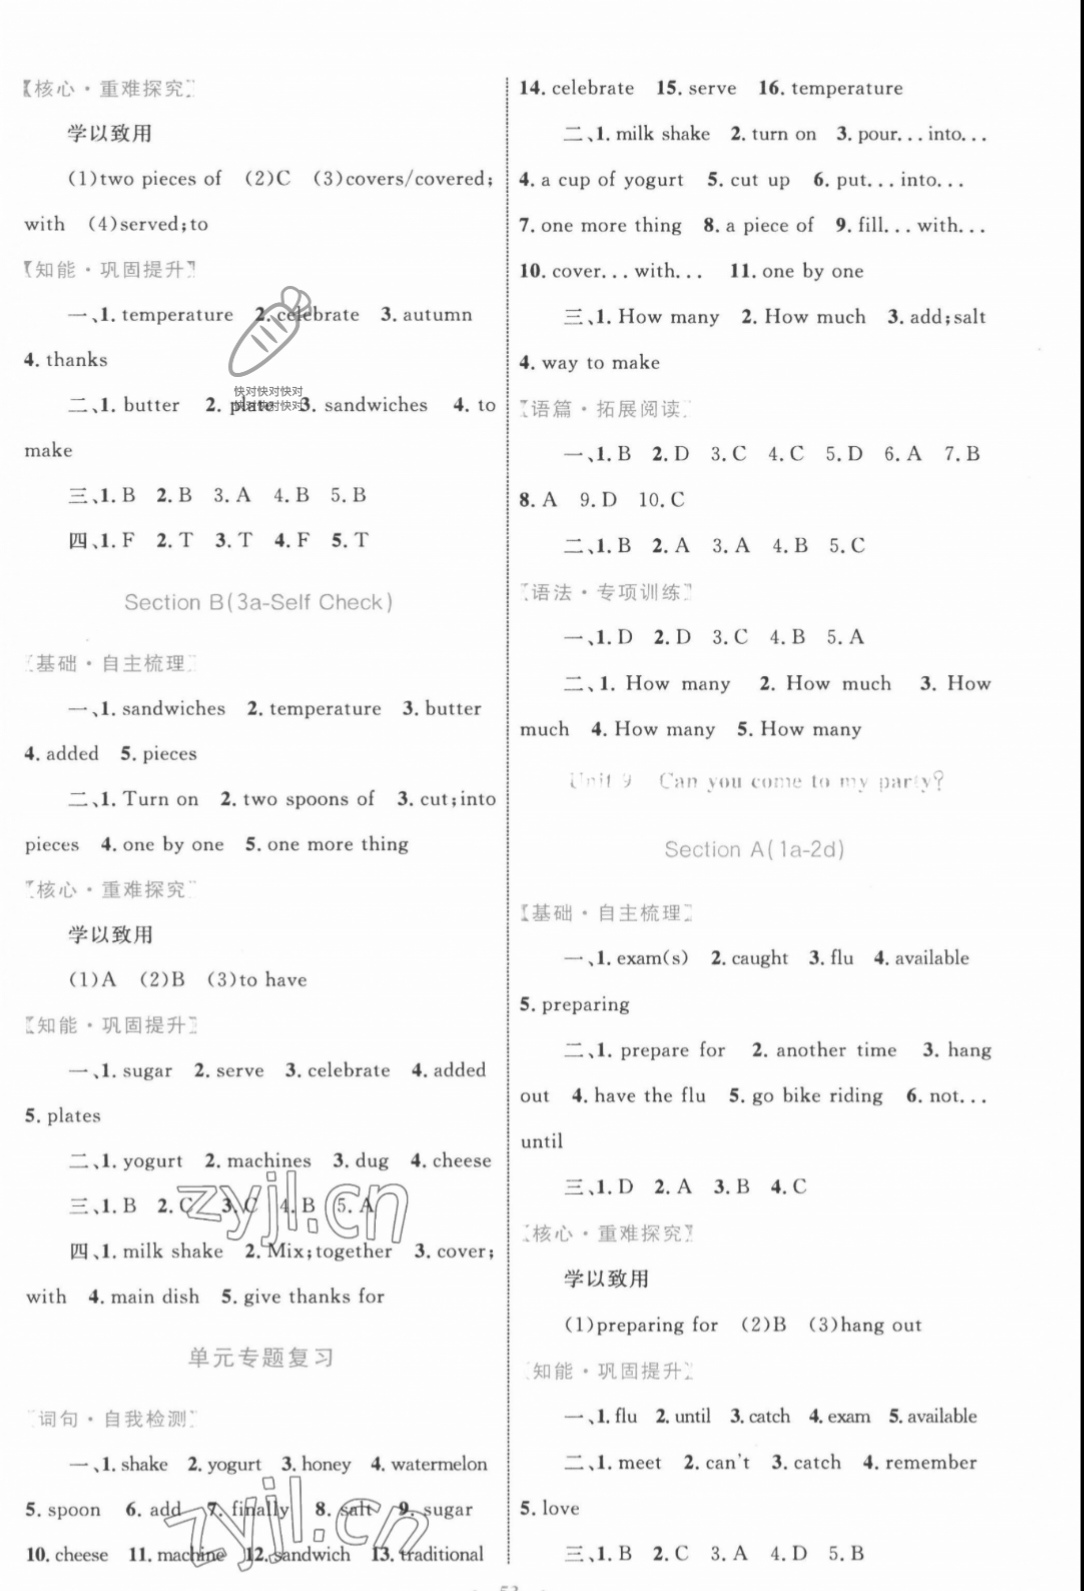 【核心·重难探究】
学以致用
(1)two pieces of (2)C (3)covers/covered;
with (4)served;to
【知能·巩固提升】
一、1. temperature 2. celebrate 3. autumn
4. thanks
快对快对快对
快对快对快对
二、1. butter 2. plate 3. sandwiches 4. to
make
三、1. B 2. B 3. A 4. B 5. B
四、1. F 2. T 3. T 4. F 5. T
Section B(3a-Self Check)
【基础·自主梳理】
一、1. sandwiches 2. temperature 3. butter
4. added 5. pieces
二、1. Turn on 2. two spoons of 3. cut;into
pieces 4. one by one 5. one more thing
【核心·重难探究】
学以致用
(1)A (2)B (3)to have
【知能·巩固提升】
一、1. sugar 2. serve 3. celebrate 4. added
5. plates
二、1. yogurt 2. machines 3. dug 4. cheese
三、1. B 2. C 3. C 4. B 5. A
zyjl.cn
四、1. milk shake 2. Mix;together 3. cover;
with 4. main dish 5. give thanks for
单元专题复习
【词句·自我检测】
一、1. shake 2. yogurt 3. honey 4. watermelon
5. spoon 6. add 7. finally 8. salt 9. sugar
zyjl.cn
10. cheese 11. machine 12. sandwich 13. traditional
14. celebrate 15. serve 16. temperature
二、1. milk shake 2. turn on 3. pour...into...
4. a cup of yogurt 5. cut up 6. put...into...
7. one more thing 8. a piece of 9. fill...with...
10. cover...with... 11. one by one
三、1. How many 2. How much 3. add;salt
4. way to make
【语篇·拓展阅读】
一、1. B 2. D 3. C 4. C 5. D 6. A 7. B
8. A 9. D 10. C
二、1. B 2. A 3. A 4. B 5. C
【语法·专项训练】
一、1. D 2. D 3. C 4. B 5. A
二、1. How many 2. How much 3. How
much 4. How many 5. How many
Unit 9 Can you come to my party?
Section A(1a-2d)
【基础·自主梳理】
一、1. exam(s) 2. caught 3. flu 4. available
5. preparing
二、1. prepare for 2. another time 3. hang
out 4. have the flu 5. go bike riding 6. not...
until
三、1. D 2. A 3. B 4. C
【核心·重难探究】
学以致用
(1)preparing for (2)B (3)hang out
【知能·巩固提升】
一、1. flu 2. until 3. catch 4. exam 5. available
二、1. meet 2. can't 3. catch 4. remember
5. love
三、1. B 2. C 3. A 4. D 5. B